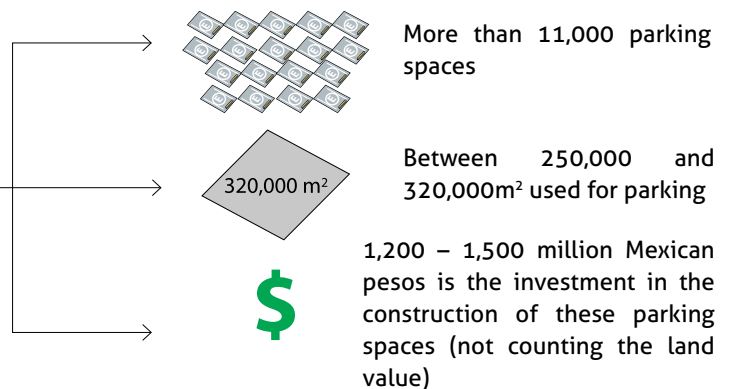 More than 11,000 parking
spaces
320,000 m²
Between 250,000 and
320,000m² used for parking
$
1,200 – 1,500 million Mexican
pesos is the investment in the
construction of these parking
spaces (not counting the land
value)